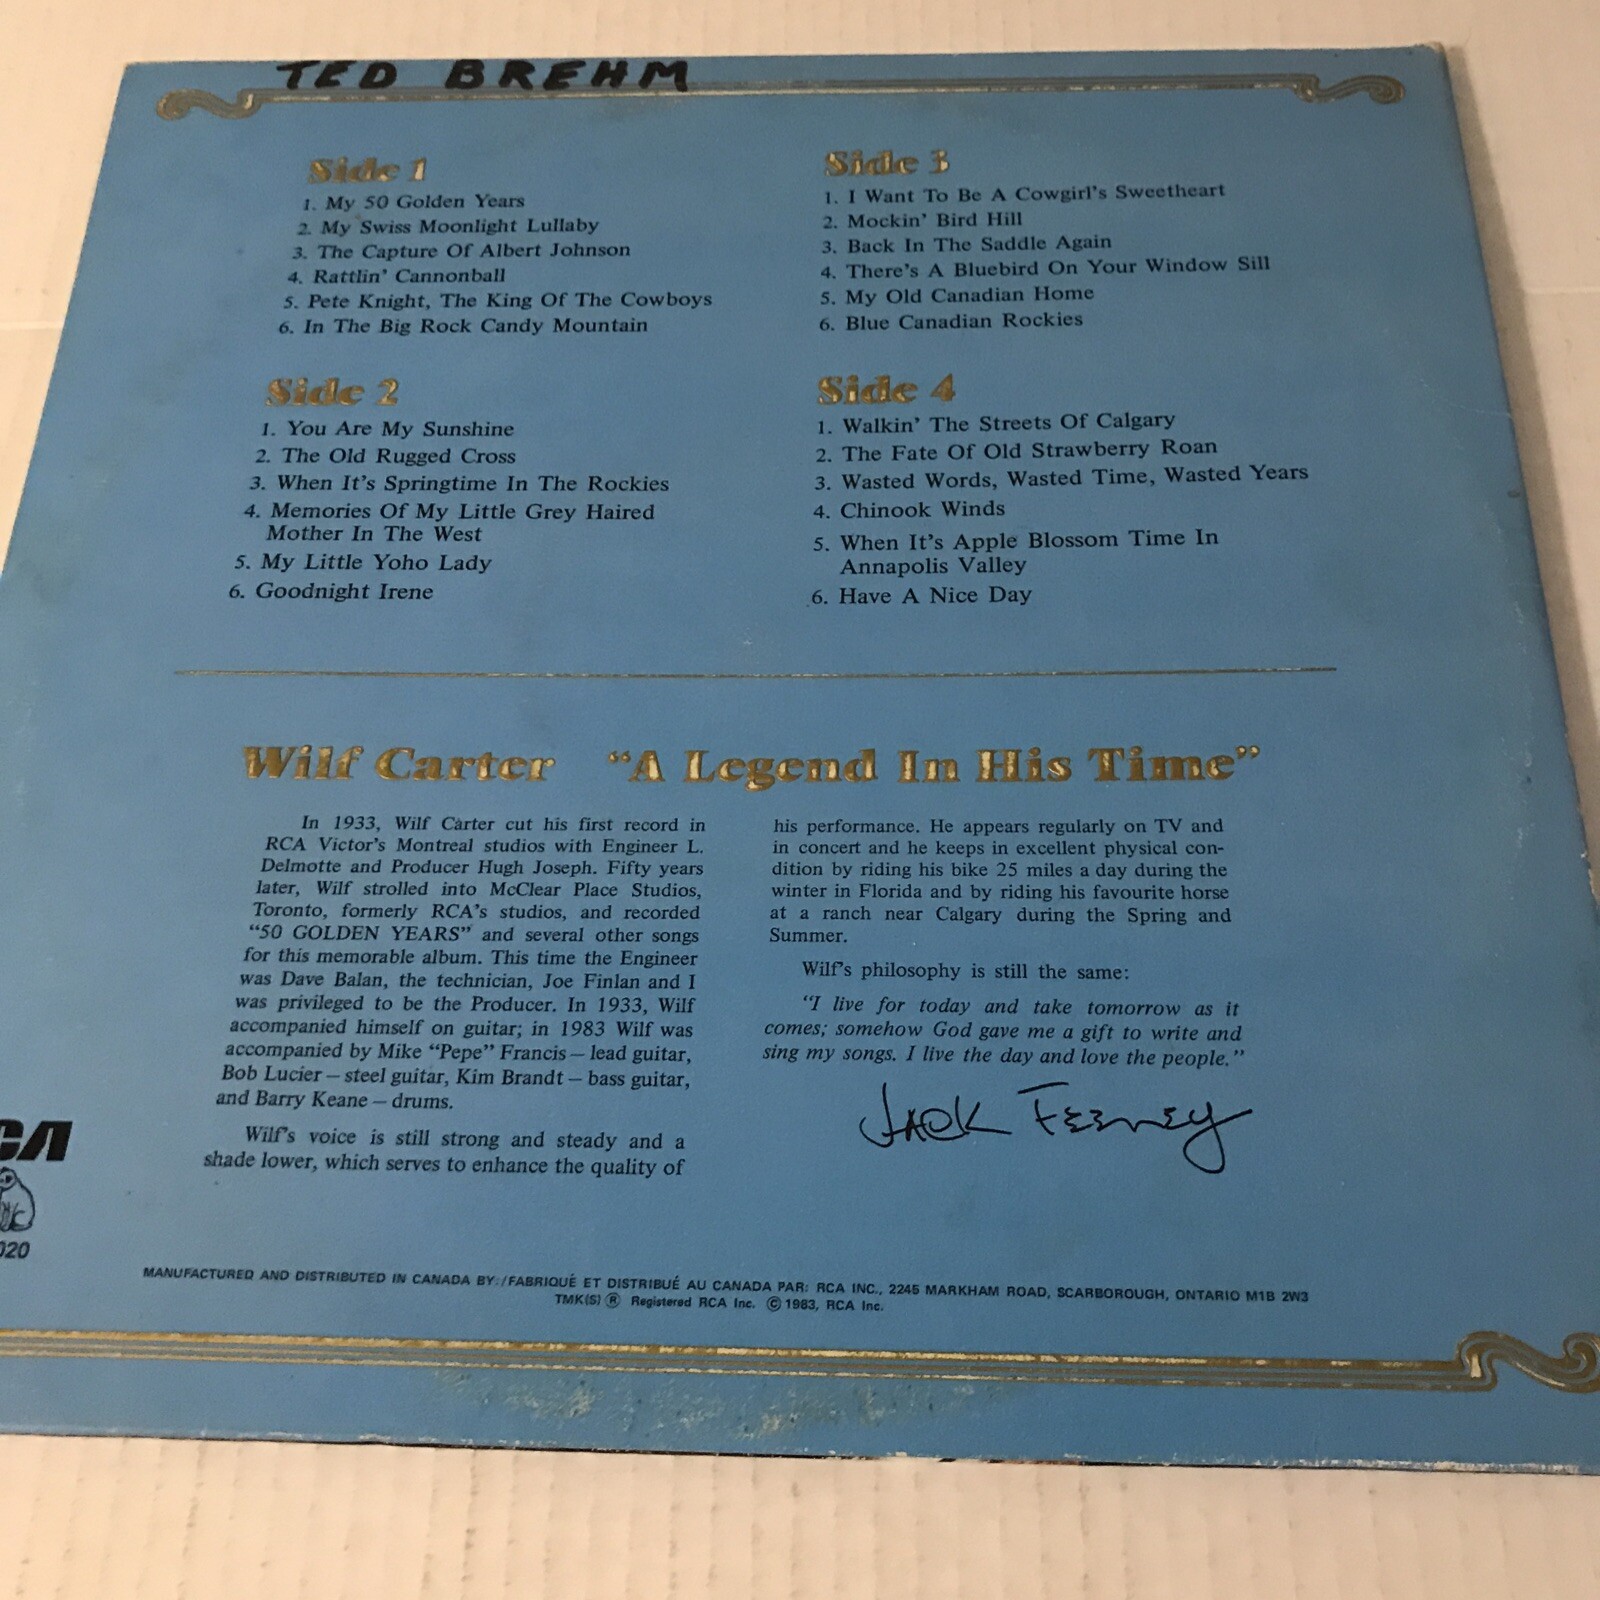 TED BREHM
Side 1
1. My 50 Golden Years
2. My Swiss Moonlight Lullaby
3. The Capture Of Albert Johnson
4. Rattlin' Cannonball
5. Pete Knight, The King Of The Cowboys
6. In The Big Rock Candy Mountain
Side 2
1. You Are My Sunshine
2. The Old Rugged Cross
3. When It's Springtime In The Rockies
4. Memories Of My Little Grey Haired
Mother In The West
5. My Little Yoho Lady
6. Goodnight Irene
Side 3
1. I Want To Be A Cowgirl's Sweetheart
2. Mockin' Bird Hill
3. Back In The Saddle Again
4. There's A Bluebird On Your Window Sill
5. My Old Canadian Home
6. Blue Canadian Rockies
Side 4
1. Walkin' The Streets Of Calgary
2. The Fate Of Old Strawberry Roan
3. Wasted Words, Wasted Time, Wasted Years
4. Chinook Winds
5. When It's Apple Blossom Time In
Annapolis Valley
6. Have A Nice Day
Wilf Carter "A Legend In His Time"
In 1933, Wilf Carter cut his first record in
RCA Victor's Montreal studios with Engineer L.
Delmotte and Producer Hugh Joseph. Fifty years
later, Wilf strolled into McClear Place Studios,
Toronto, formerly RCA's studios, and recorded
"50 GOLDEN YEARS" and several other songs
for this memorable album. This time the Engineer
was Dave Balan, the technician, Joe Finlan and I
was privileged to be the Producer. In 1933, Wilf
accompanied himself on guitar; in 1983 Wilf was
accompanied by Mike "Pepe" Francis – lead guitar,
Bob Lucier – steel guitar, Kim Brandt – bass guitar,
and Barry Keane – drums.
Wilf's voice is still strong and steady and a
shade lower, which serves to enhance the quality of
his performance. He appears regularly on TV and
in concert and he keeps in excellent physical con-
dition by riding his bike 25 miles a day during the
winter in Florida and by riding his favourite horse
at a ranch near Calgary during the Spring and
Summer.
Wilf's philosophy is still the same:
"I live for today and take tomorrow as it
comes; somehow God gave me a gift to write and
sing my songs. I live the day and love the people."
Jack Feeney
CA
020
MANUFACTURED AND DISTRIBUTED IN CANADA BY:/FABRIQUÉ ET DISTRIBUÉ AU CANADA PAR: RCA INC., 2245 MARKHAM ROAD, SCARBOROUGH, ONTARIO M1B 2W3
TMK(S) ® Registered RCA Inc. © 1983, RCA Inc.